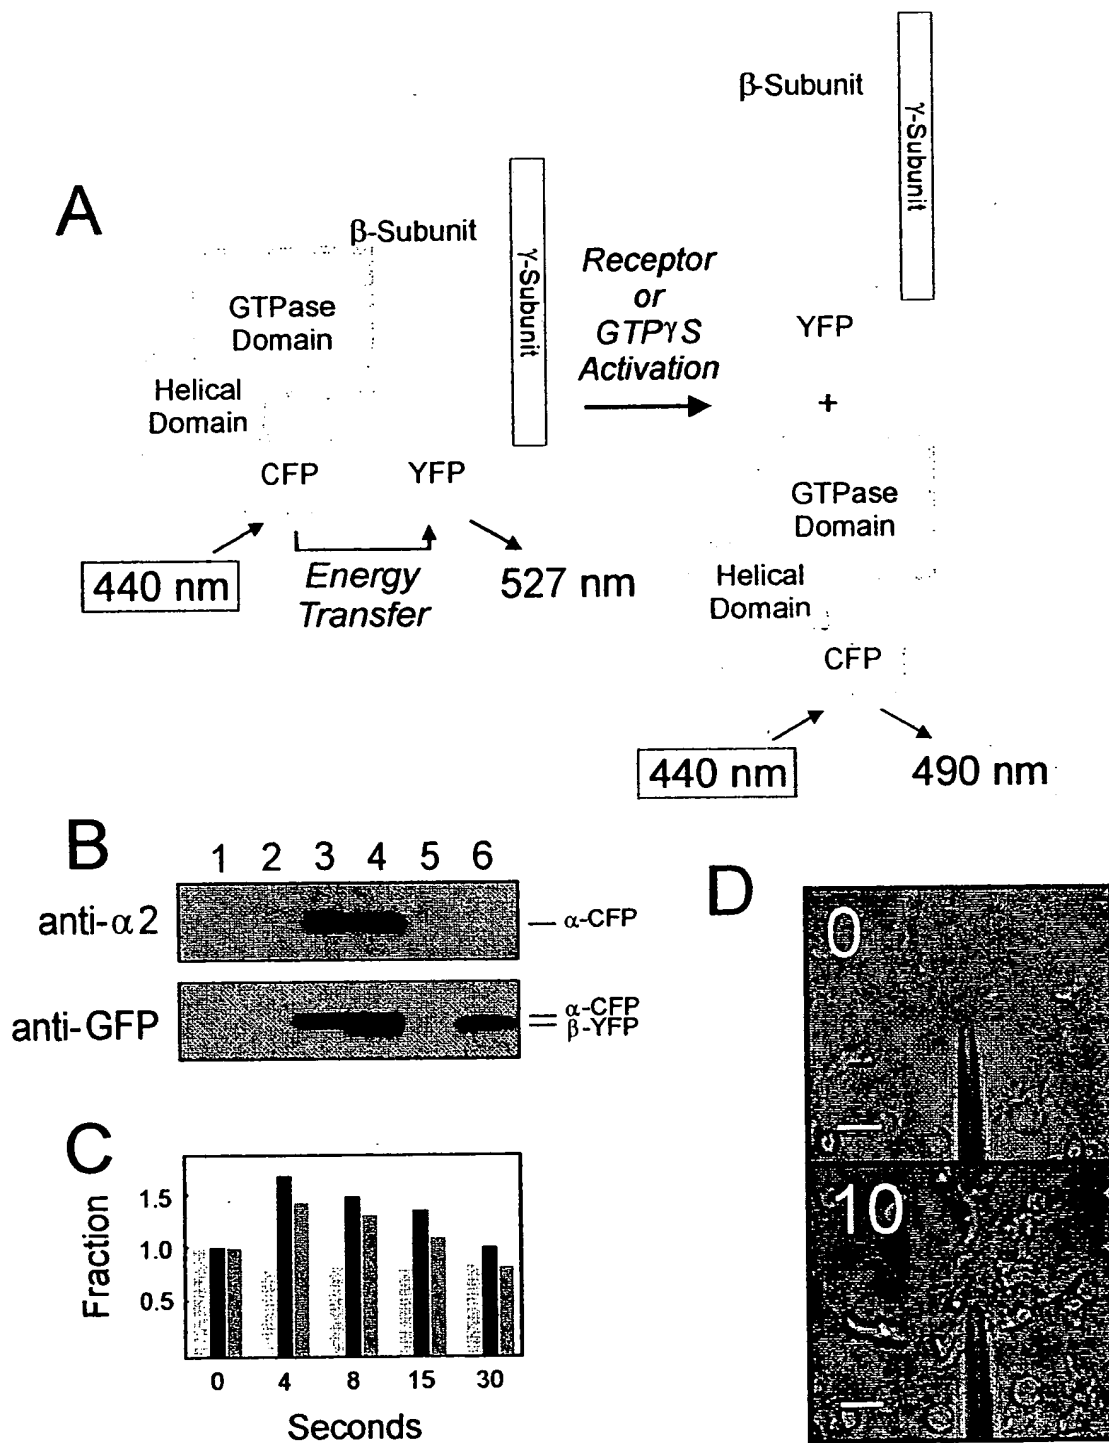 A
β-Subunit
γ-Subunit
GTPase
Domain
Helical
Domain
CFP
YFP
440 nm
Energy
Transfer
527 nm
Receptor
or
GTPγS
Activation
β-Subunit
γ-Subunit
YFP
+
GTPase
Domain
Helical
Domain
CFP
440 nm
490 nm
B
1 2 3 4 5 6
anti-α2
α-CFP
anti-GFP
α-CFP
β-YFP
C
Fraction
1.5
1.0
0.5
0 4 8 15 30
Seconds
D
0
10